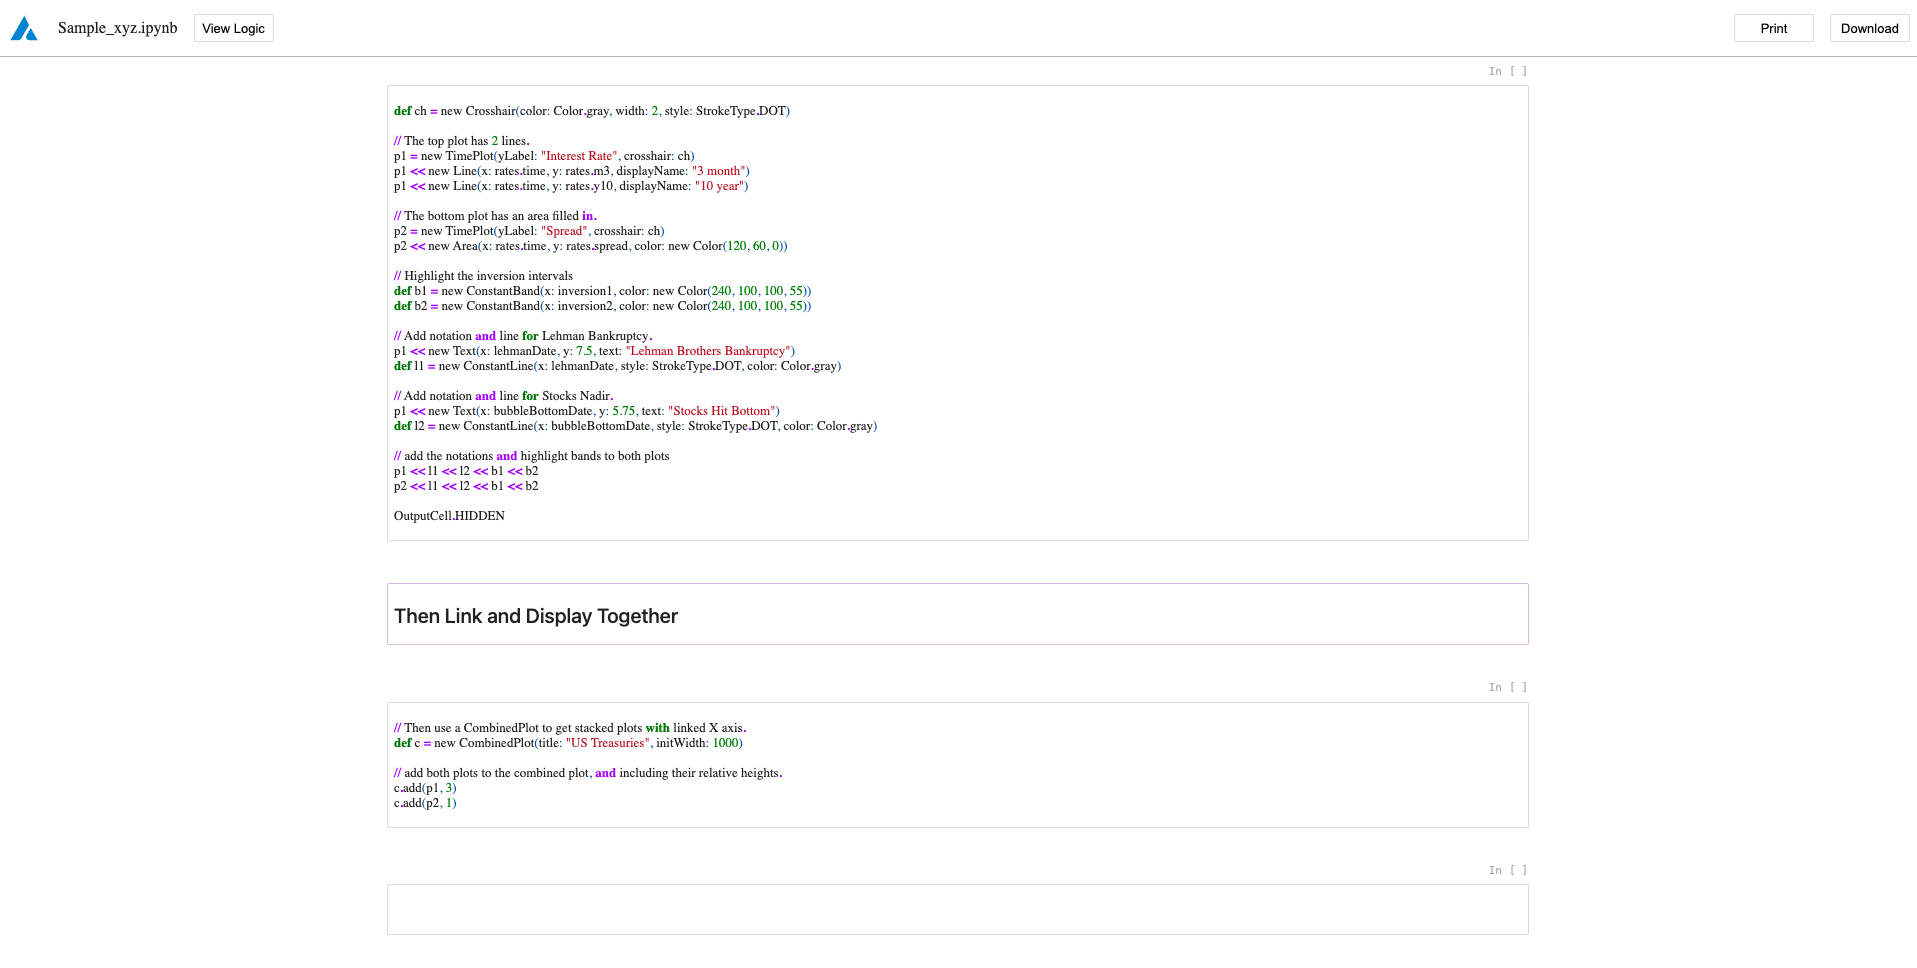 Sample_xyz.ipynb View Logic Print Download
In [ ]
def ch = new Crosshair(color: Color.gray, width: 2, style: StrokeType.DOT)
// The top plot has 2 lines.
p1 = new TimePlot(yLabel: "Interest Rate", crosshair: ch)
p1 << new Line(x: rates.time, y: rates.m3, displayName: "3 month")
p1 << new Line(x: rates.time, y: rates.y10, displayName: "10 year")
// The bottom plot has an area filled in.
p2 = new TimePlot(yLabel: "Spread", crosshair: ch)
p2 << new Area(x: rates.time, y: rates.spread, color: new Color(120, 60, 0))
// Highlight the inversion intervals
def b1 = new ConstantBand(x: inversion1, color: new Color(240, 100, 100, 55))
def b2 = new ConstantBand(x: inversion2, color: new Color(240, 100, 100, 55))
// Add notation and line for Lehman Bankruptcy.
p1 << new Text(x: lehmanDate, y: 7.5, text: "Lehman Brothers Bankruptcy")
def l1 = new ConstantLine(x: lehmanDate, style: StrokeType.DOT, color: Color.gray)
// Add notation and line for Stocks Nadir.
p1 << new Text(x: bubbleBottomDate, y: 5.75, text: "Stocks Hit Bottom")
def l2 = new ConstantLine(x: bubbleBottomDate, style: StrokeType.DOT, color: Color.gray)
// add the notations and highlight bands to both plots
p1 << l1 << l2 << b1 << b2
p2 << l1 << l2 << b1 << b2
OutputCell.HIDDEN
Then Link and Display Together
In [ ]
// Then use a CombinedPlot to get stacked plots with linked X axis.
def c = new CombinedPlot(title: "US Treasuries", initWidth: 1000)
// add both plots to the combined plot, and including their relative heights.
c.add(p1, 3)
c.add(p2, 1)
In [ ]